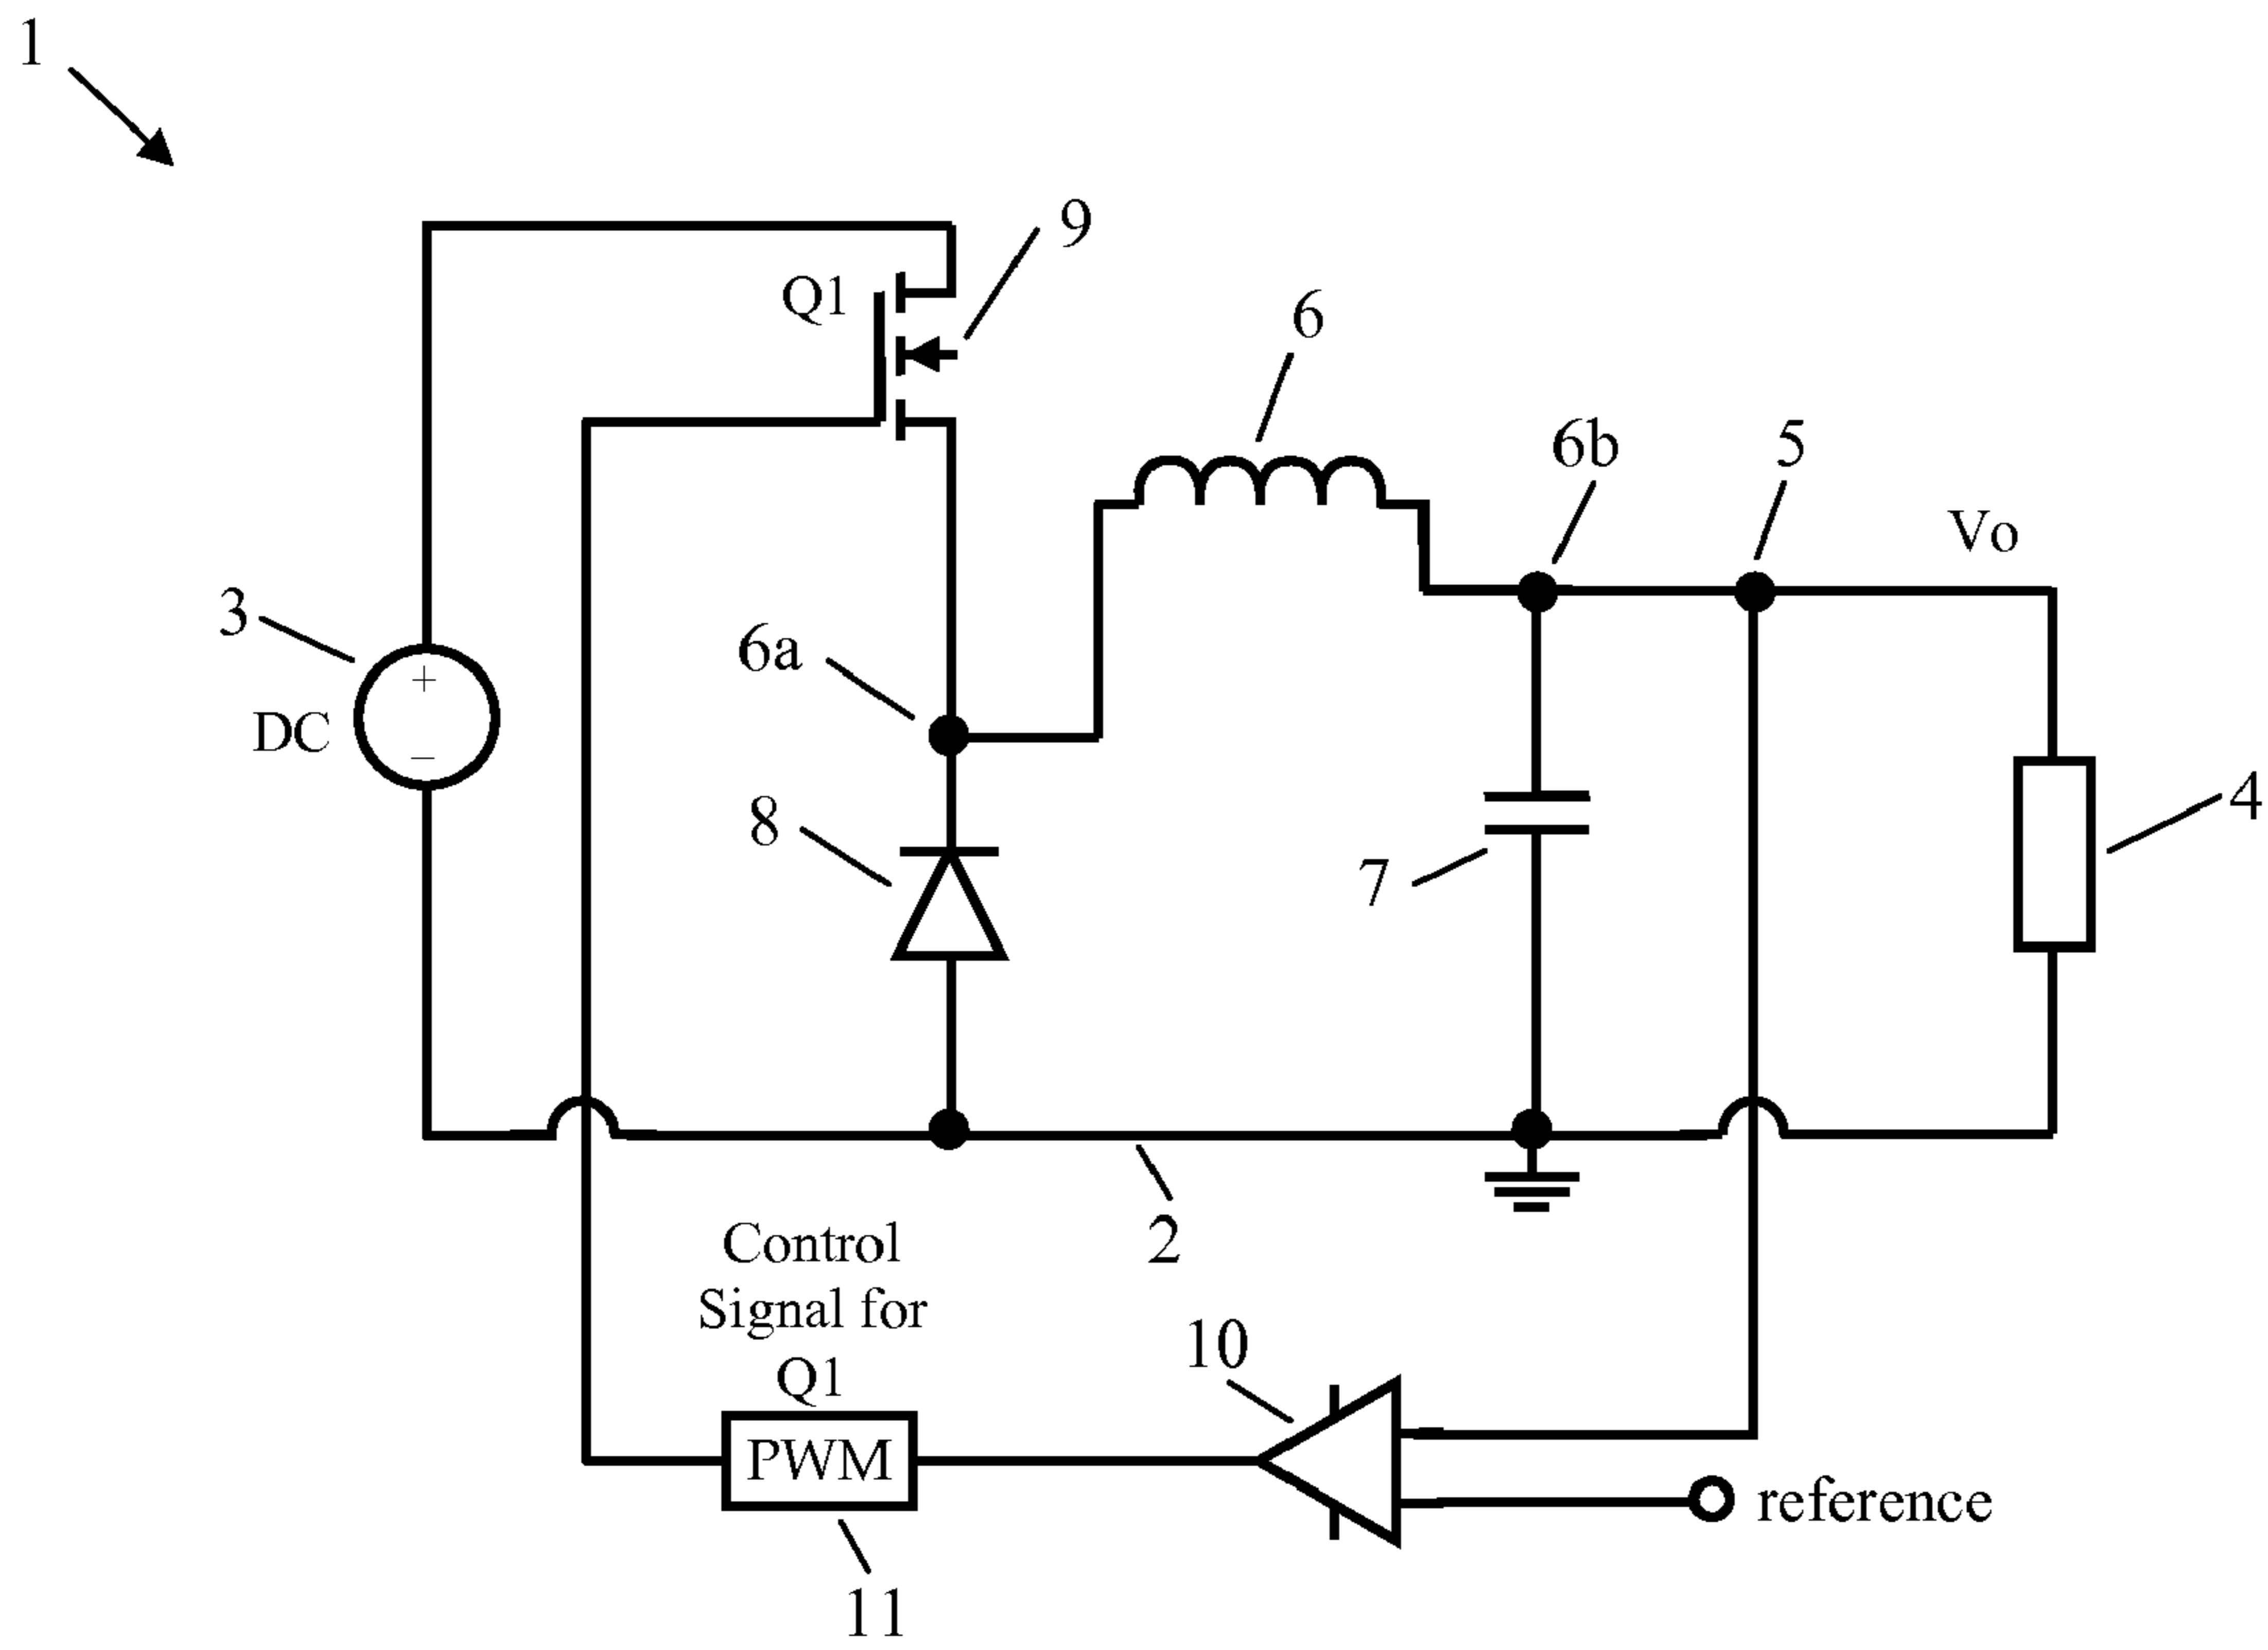 1
9
Q1
6
6b
5
Vo
3
6a
+
DC
–
8
4
7
2
Control
Signal for
Q1
10
PWM
reference
11